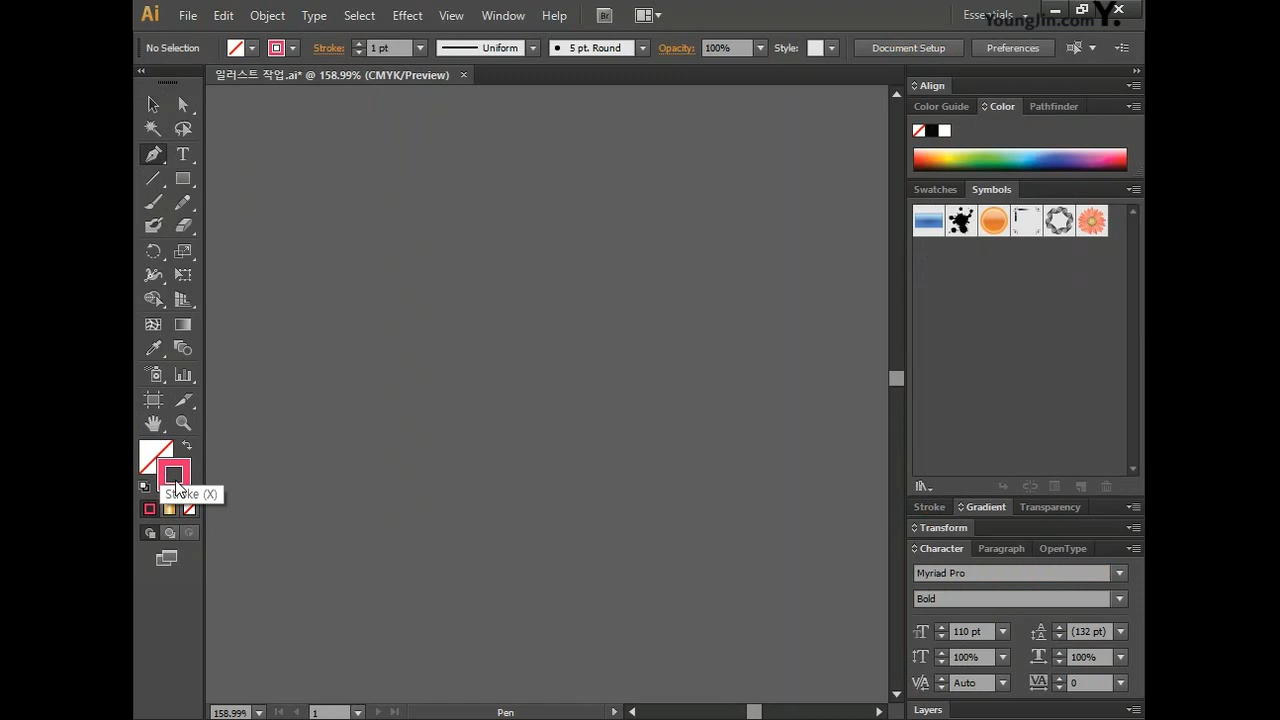 Ai File Edit Object Type Select Effect View Window Help Br Essentials
YoungJin.com Y.
No Selection Stroke: 1 pt Uniform 5 pt. Round Opacity: 100% Style: Document Setup Preferences
일러스트 작업.ai* @ 158.99% (CMYK/Preview)
Align
Color Guide Color Pathfinder
Swatches Symbols
Stroke (X)
Stroke Gradient Transparency
Transform
Character Paragraph OpenType
Myriad Pro
Bold
110 pt (132 pt)
100% 100%
Auto 0
158.99% 1 Pen Layers